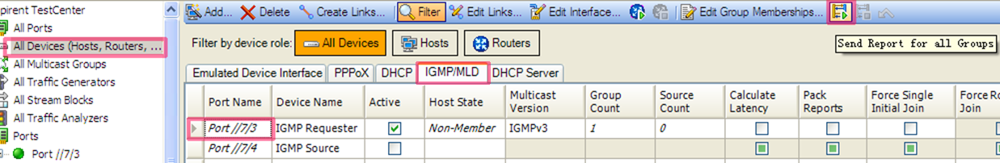 pirent TestCenter
All Ports
All Devices (Hosts, Routers, ...
All Multicast Groups
All Traffic Generators
All Stream Blocks
All Traffic Analyzers
Ports
Port //7/3
Add... Delete Create Links... Filter Edit Links... Edit Interface... Edit Group Memberships...
Send Report for all Groups
Filter by device role: All Devices Hosts Routers
Emulated Device Interface PPPoX DHCP IGMP/MLD DHCP Server
Port Name Device Name Active Host State Multicast Version Group Count Source Count Calculate Latency Pack Reports Force Single Initial Join Force Ro Join
Port //7/3 IGMP Requester Non-Member IGMPv3 1 0
Port //7/4 IGMP Source